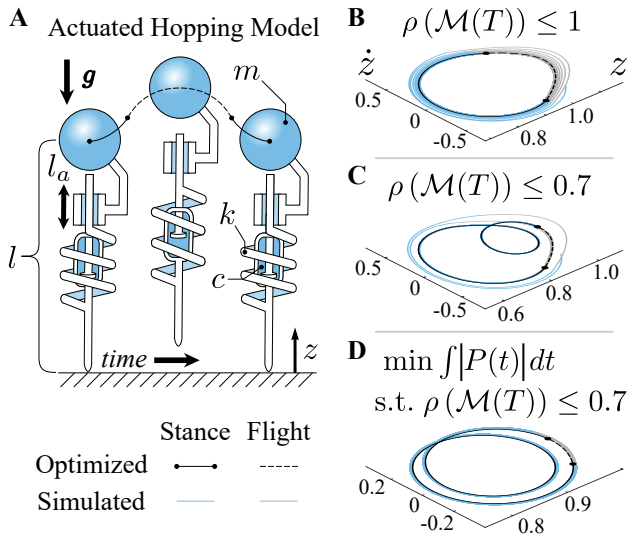 A Actuated Hopping Model
g
m
l_a
l
k
c
time
z
Stance Flight
Optimized
Simulated
B ρ (M(T)) ≤ 1
ż z
0.5 0 -0.5 0.8 1.0
C ρ (M(T)) ≤ 0.7
0.5 0 -0.5 0.6 0.8 1.0
D min ∫|P(t)|dt
s.t. ρ (M(T)) ≤ 0.7
0.2 0 -0.2 0.8 0.9